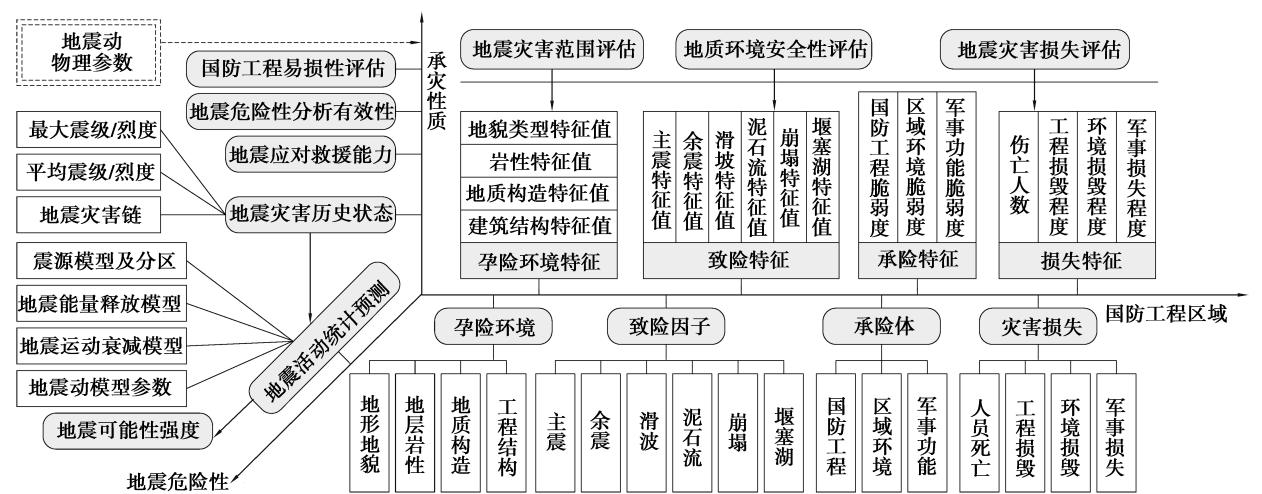 地震动
物理参数
国防工程易损性评估
地震危险性分析有效性
地震应对救援能力
地震灾害历史状态
最大震级/烈度
平均震级/烈度
地震灾害链
震源模型及分区
地震能量释放模型
地震运动衰减模型
地震动模型参数
地震活动统计预测
地震可能性强度
地震危险性
承灾性质
国防工程区域
地震灾害范围评估
地质环境安全性评估
地震灾害损失评估
地貌类型特征值
岩性特征值
地质构造特征值
建筑结构特征值
孕险环境特征
主震特征值
余震特征值
滑坡特征值
泥石流特征值
崩塌特征值
堰塞湖特征值
致险特征
国防工程脆弱度
区域环境脆弱度
军事功能脆弱度
承险特征
伤亡人数
工程损毁程度
环境损毁程度
军事损失程度
损失特征
孕险环境
致险因子
承险体
灾害损失
地形地貌
地层岩性
地质构造
工程结构
主震
余震
滑波
泥石流
崩塌
堰塞湖
国防工程
区域环境
军事功能
人员死亡
工程损毁
环境损毁
军事损失